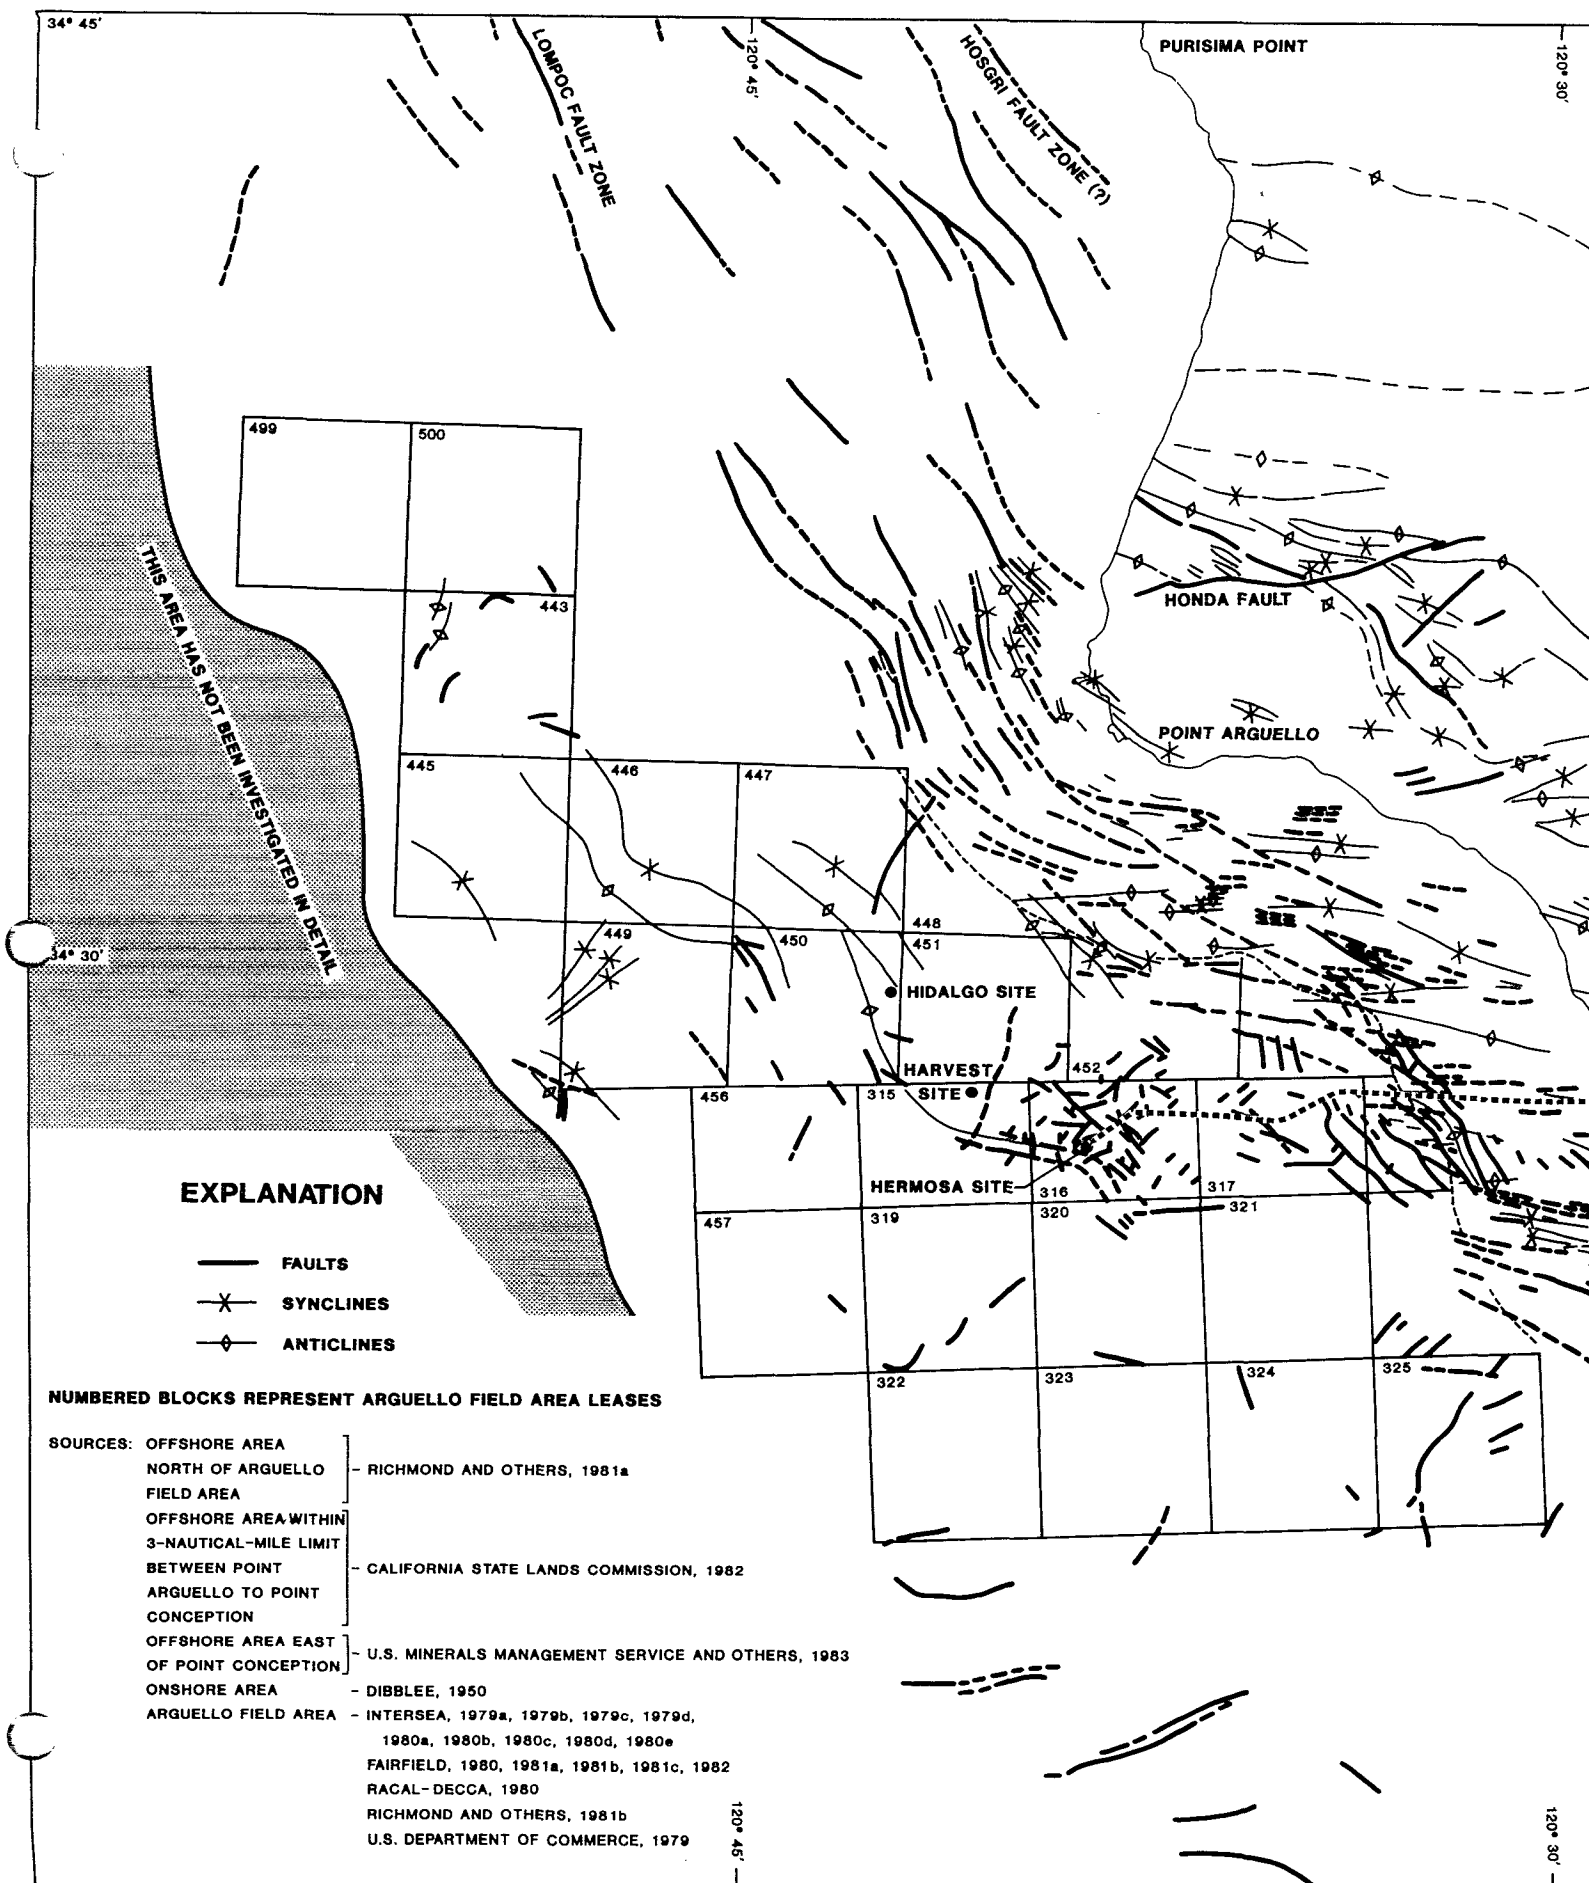 34° 45'
120° 45'
120° 30'
PURISIMA POINT
LOMPOC FAULT ZONE
HOSGRI FAULT ZONE (?)
499
500
443
HONDA FAULT
THIS AREA HAS NOT BEEN INVESTIGATED IN DETAIL
POINT ARGUELLO
445
446
447
448
449
450
451
34° 30'
HIDALGO SITE
HARVEST
SITE
452
456
315
HERMOSA SITE
316
317
457
319
320
321
322
323
324
325
EXPLANATION
FAULTS
SYNCLINES
ANTICLINES
NUMBERED BLOCKS REPRESENT ARGUELLO FIELD AREA LEASES
SOURCES: OFFSHORE AREA
NORTH OF ARGUELLO - RICHMOND AND OTHERS, 1981a
FIELD AREA
OFFSHORE AREA WITHIN
3-NAUTICAL-MILE LIMIT
BETWEEN POINT - CALIFORNIA STATE LANDS COMMISSION, 1982
ARGUELLO TO POINT
CONCEPTION
OFFSHORE AREA EAST
OF POINT CONCEPTION - U.S. MINERALS MANAGEMENT SERVICE AND OTHERS, 1983
ONSHORE AREA - DIBBLEE, 1950
ARGUELLO FIELD AREA - INTERSEA, 1979a, 1979b, 1979c, 1979d,
1980a, 1980b, 1980c, 1980d, 1980e
FAIRFIELD, 1980, 1981a, 1981b, 1981c, 1982
RACAL-DECCA, 1980
RICHMOND AND OTHERS, 1981b
U.S. DEPARTMENT OF COMMERCE, 1979
120° 45'
120° 30'